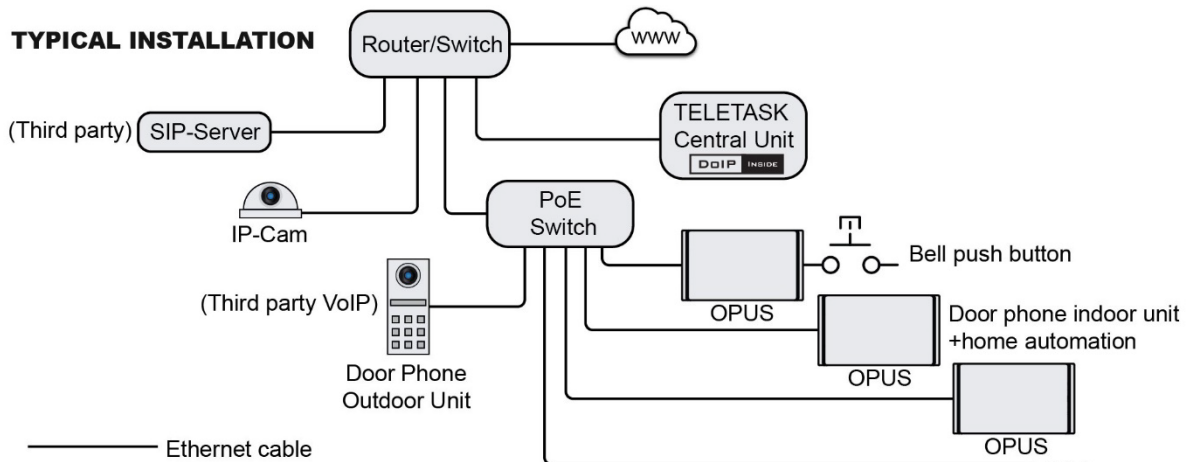 TYPICAL INSTALLATION
Router/Switch
www
(Third party)
SIP-Server
TELETASK
Central Unit
DoIP INSIDE
IP-Cam
PoE
Switch
Bell push button
OPUS
(Third party VoIP)
Door phone indoor unit
+home automation
OPUS
Door Phone
Outdoor Unit
OPUS
Ethernet cable